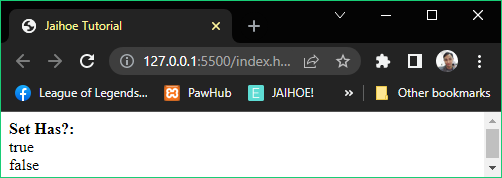 Jaihoe Tutorial
127.0.0.1:5500/index.h...
League of Legends... PawHub JAIHOE! » Other bookmarks
Set Has?:
true
false